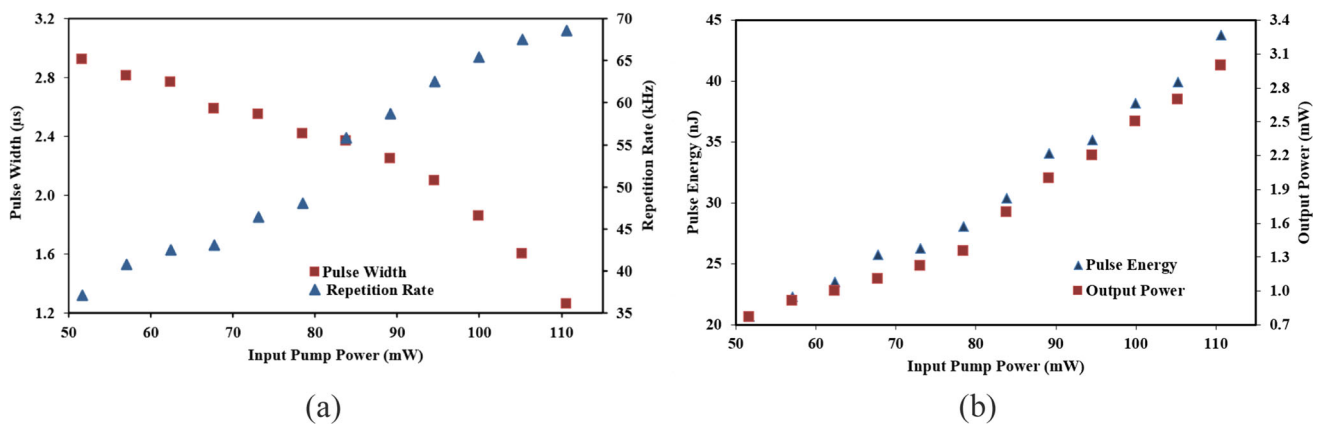 3.2
2.8
2.4
2.0
1.6
1.2
Pulse Width (µs)
70
65
60
55
50
45
40
35
Repetition Rate (kHz)
Pulse Width
Repetition Rate
50 60 70 80 90 100 110
Input Pump Power (mW)
(a)
45
40
35
30
25
20
Pulse Energy (nJ)
3.4
3.1
2.8
2.5
2.2
1.9
1.6
1.3
1.0
0.7
Output Power (mW)
Pulse Energy
Output Power
50 60 70 80 90 100 110
Input Pump Power (mW)
(b)